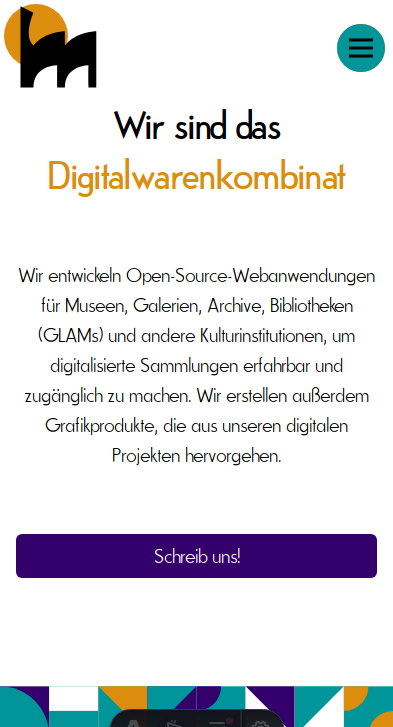 Wir sind das
Digitalwarenkombinat
Wir entwickeln Open-Source-Webanwendungen
für Museen, Galerien, Archive, Bibliotheken
(GLAMs) und andere Kulturinstitutionen, um
digitalisierte Sammlungen erfahrbar und
zugänglich zu machen. Wir erstellen außerdem
Grafikprodukte, die aus unseren digitalen
Projekten hervorgehen.
Schreib uns!